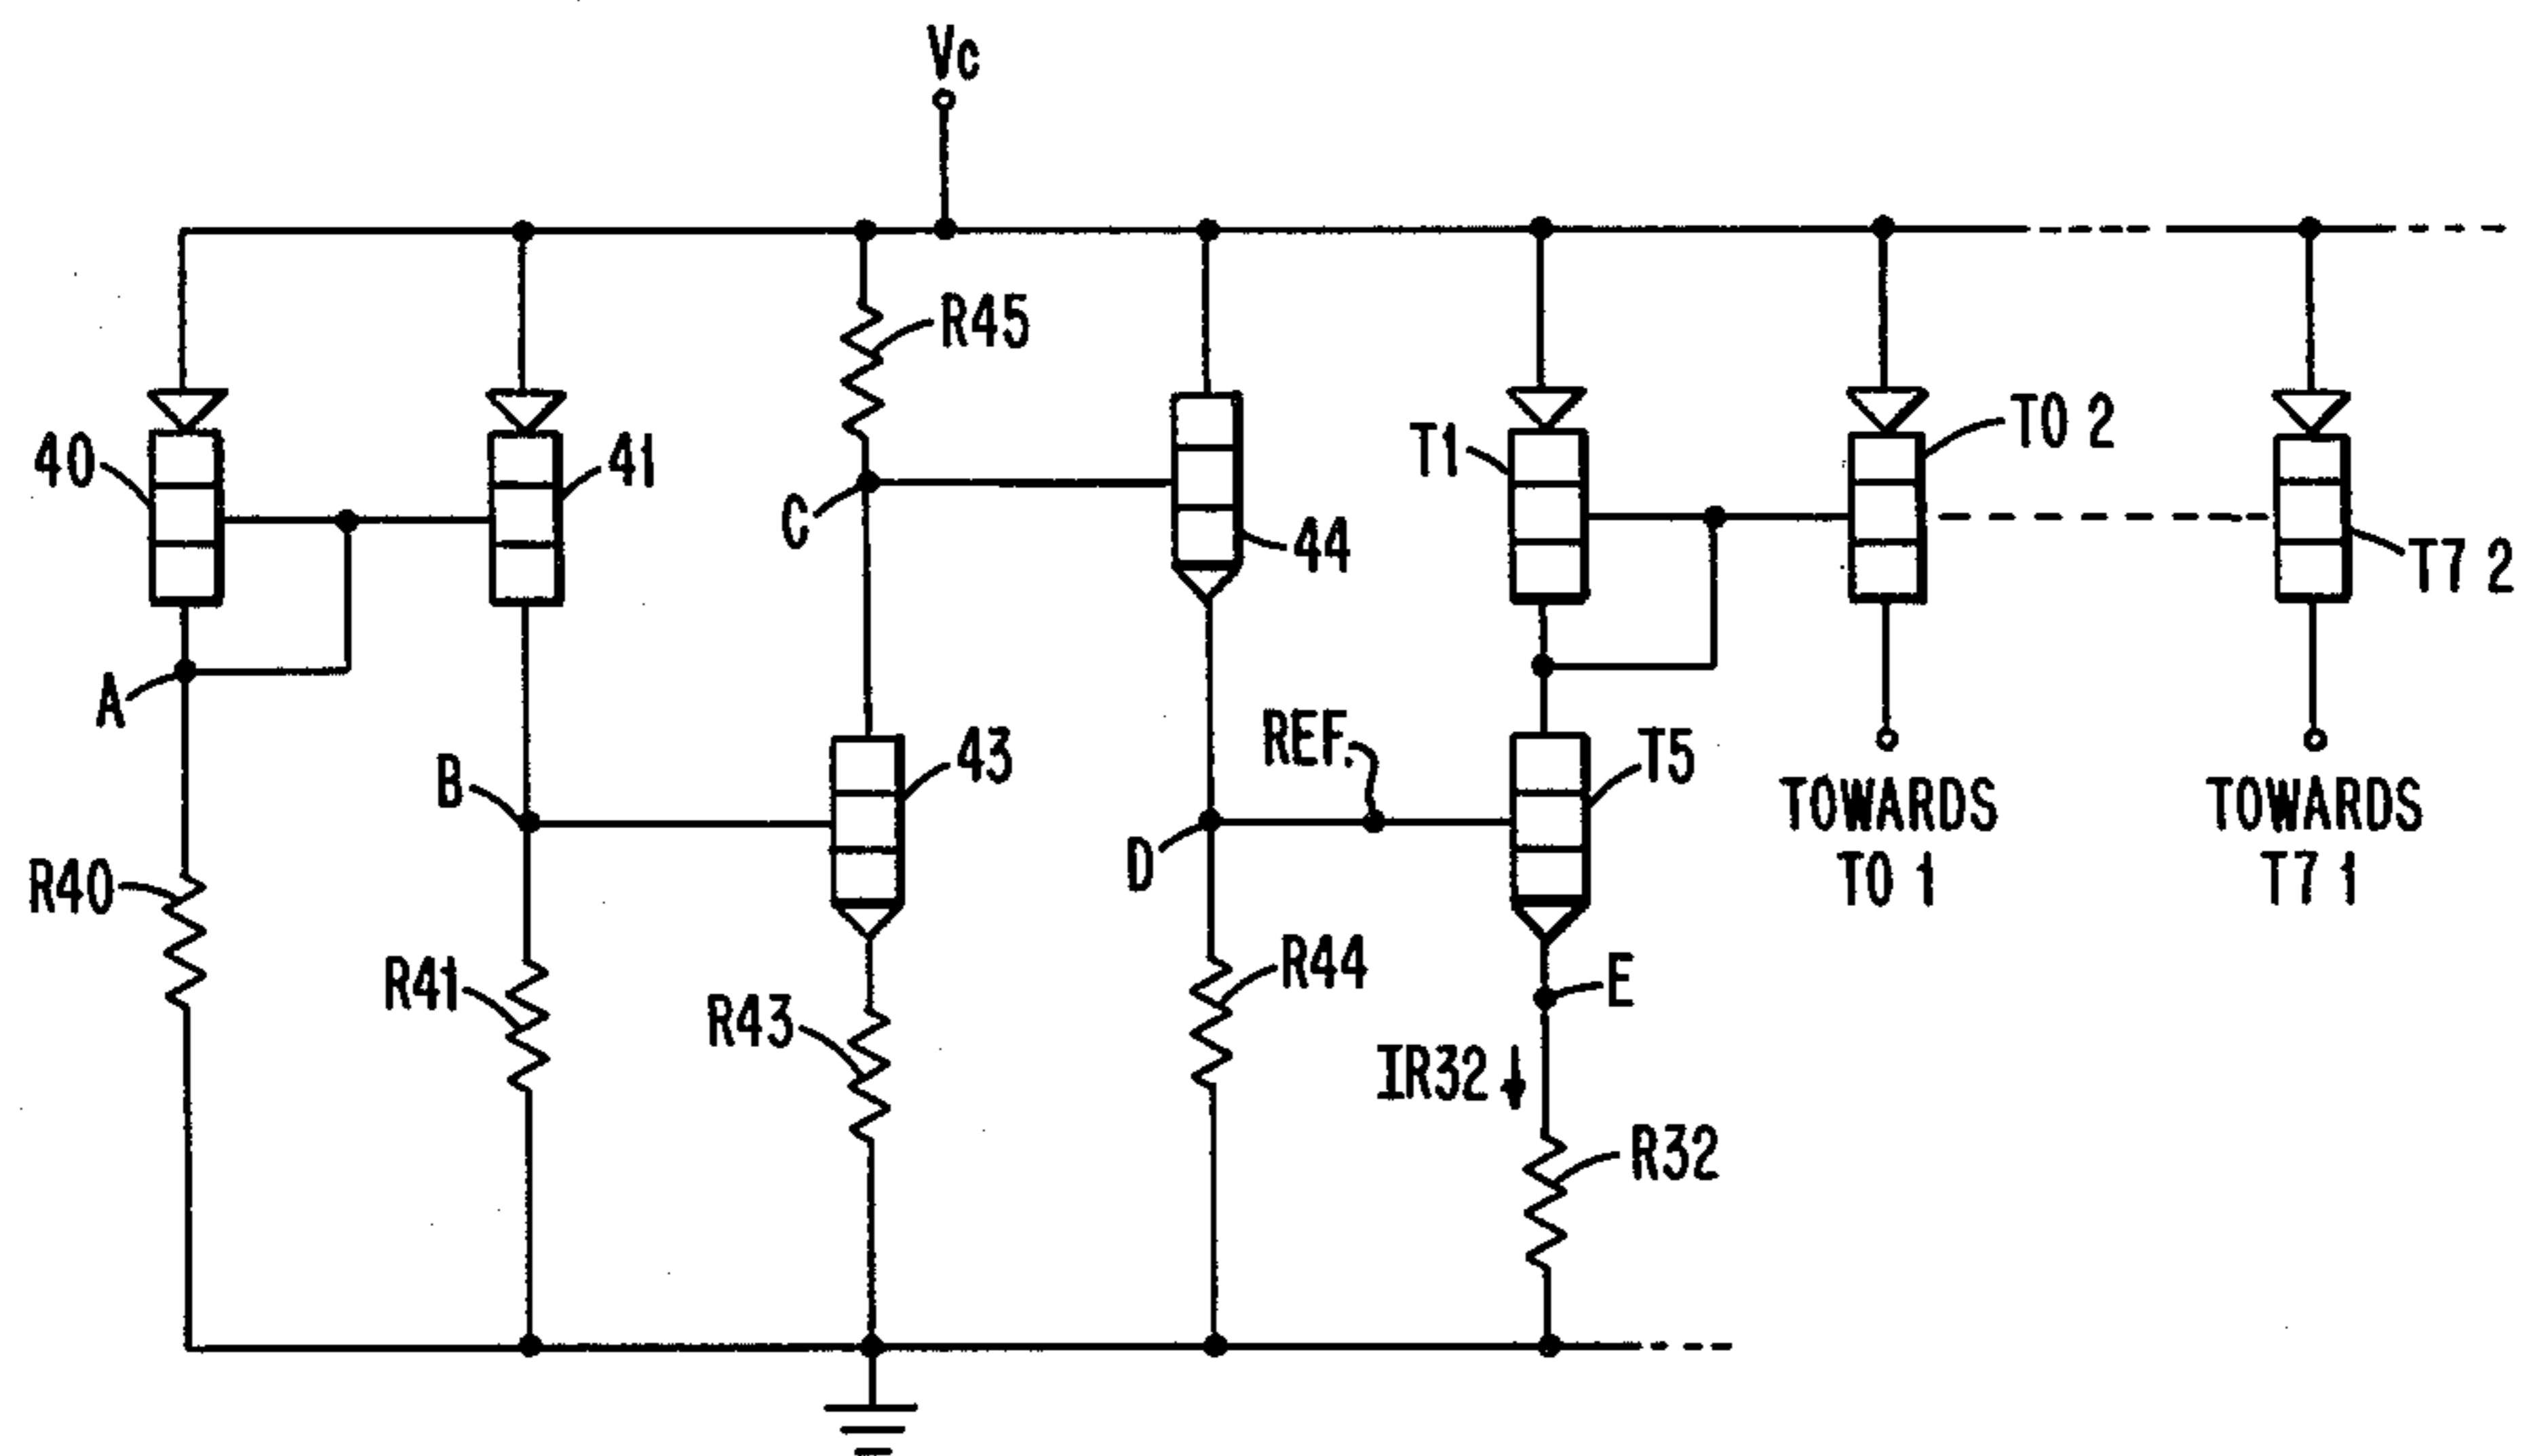 Vc
R45
40
41
T1
T0 2
C
44
T7 2
A
REF.
43
T5
B
TOWARDS
T0 1
TOWARDS
T7 1
D
R40
R41
R44
E
R43
IR32
R32